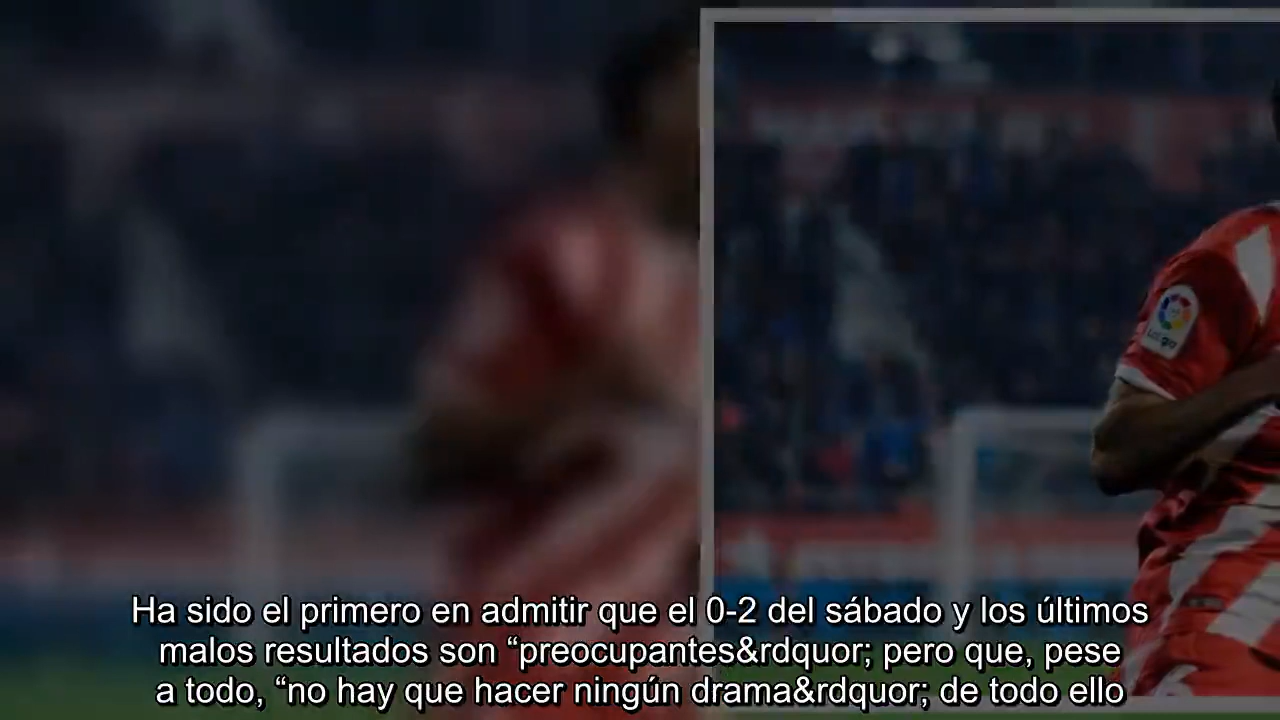 LaLiga
Ha sido el primero en admitir que el 0-2 del sábado y los últimos
malos resultados son “preocupantes&rdquor; pero que, pese
a todo, “no hay que hacer ningún drama&rdquor; de todo ello